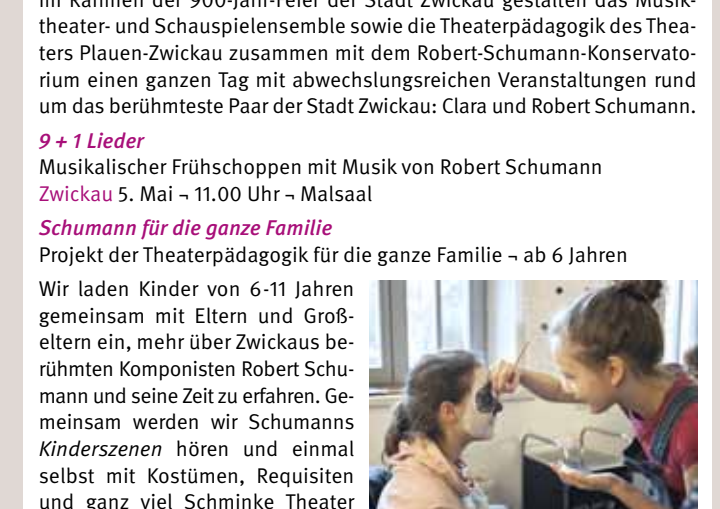 im Rahmen der 900-Jahr-Feier der Stadt Zwickau gestalten das Musik-
theater- und Schauspielensemble sowie die Theaterpädagogik des Thea-
ters Plauen-Zwickau zusammen mit dem Robert-Schumann-Konservato-
rium einen ganzen Tag mit abwechslungsreichen Veranstaltungen rund
um das berühmteste Paar der Stadt Zwickau: Clara und Robert Schumann.
9 + 1 Lieder
Musikalischer Frühschoppen mit Musik von Robert Schumann
Zwickau 5. Mai ¬ 11.00 Uhr ¬ Malsaal
Schumann für die ganze Familie
Projekt der Theaterpädagogik für die ganze Familie ¬ ab 6 Jahren
Wir laden Kinder von 6-11 Jahren
gemeinsam mit Eltern und Groß-
eltern ein, mehr über Zwickaus be-
rühmten Komponisten Robert Schu-
mann und seine Zeit zu erfahren. Ge-
meinsam werden wir Schumanns
Kinderszenen hören und einmal
selbst mit Kostümen, Requisiten
und ganz viel Schminke Theater